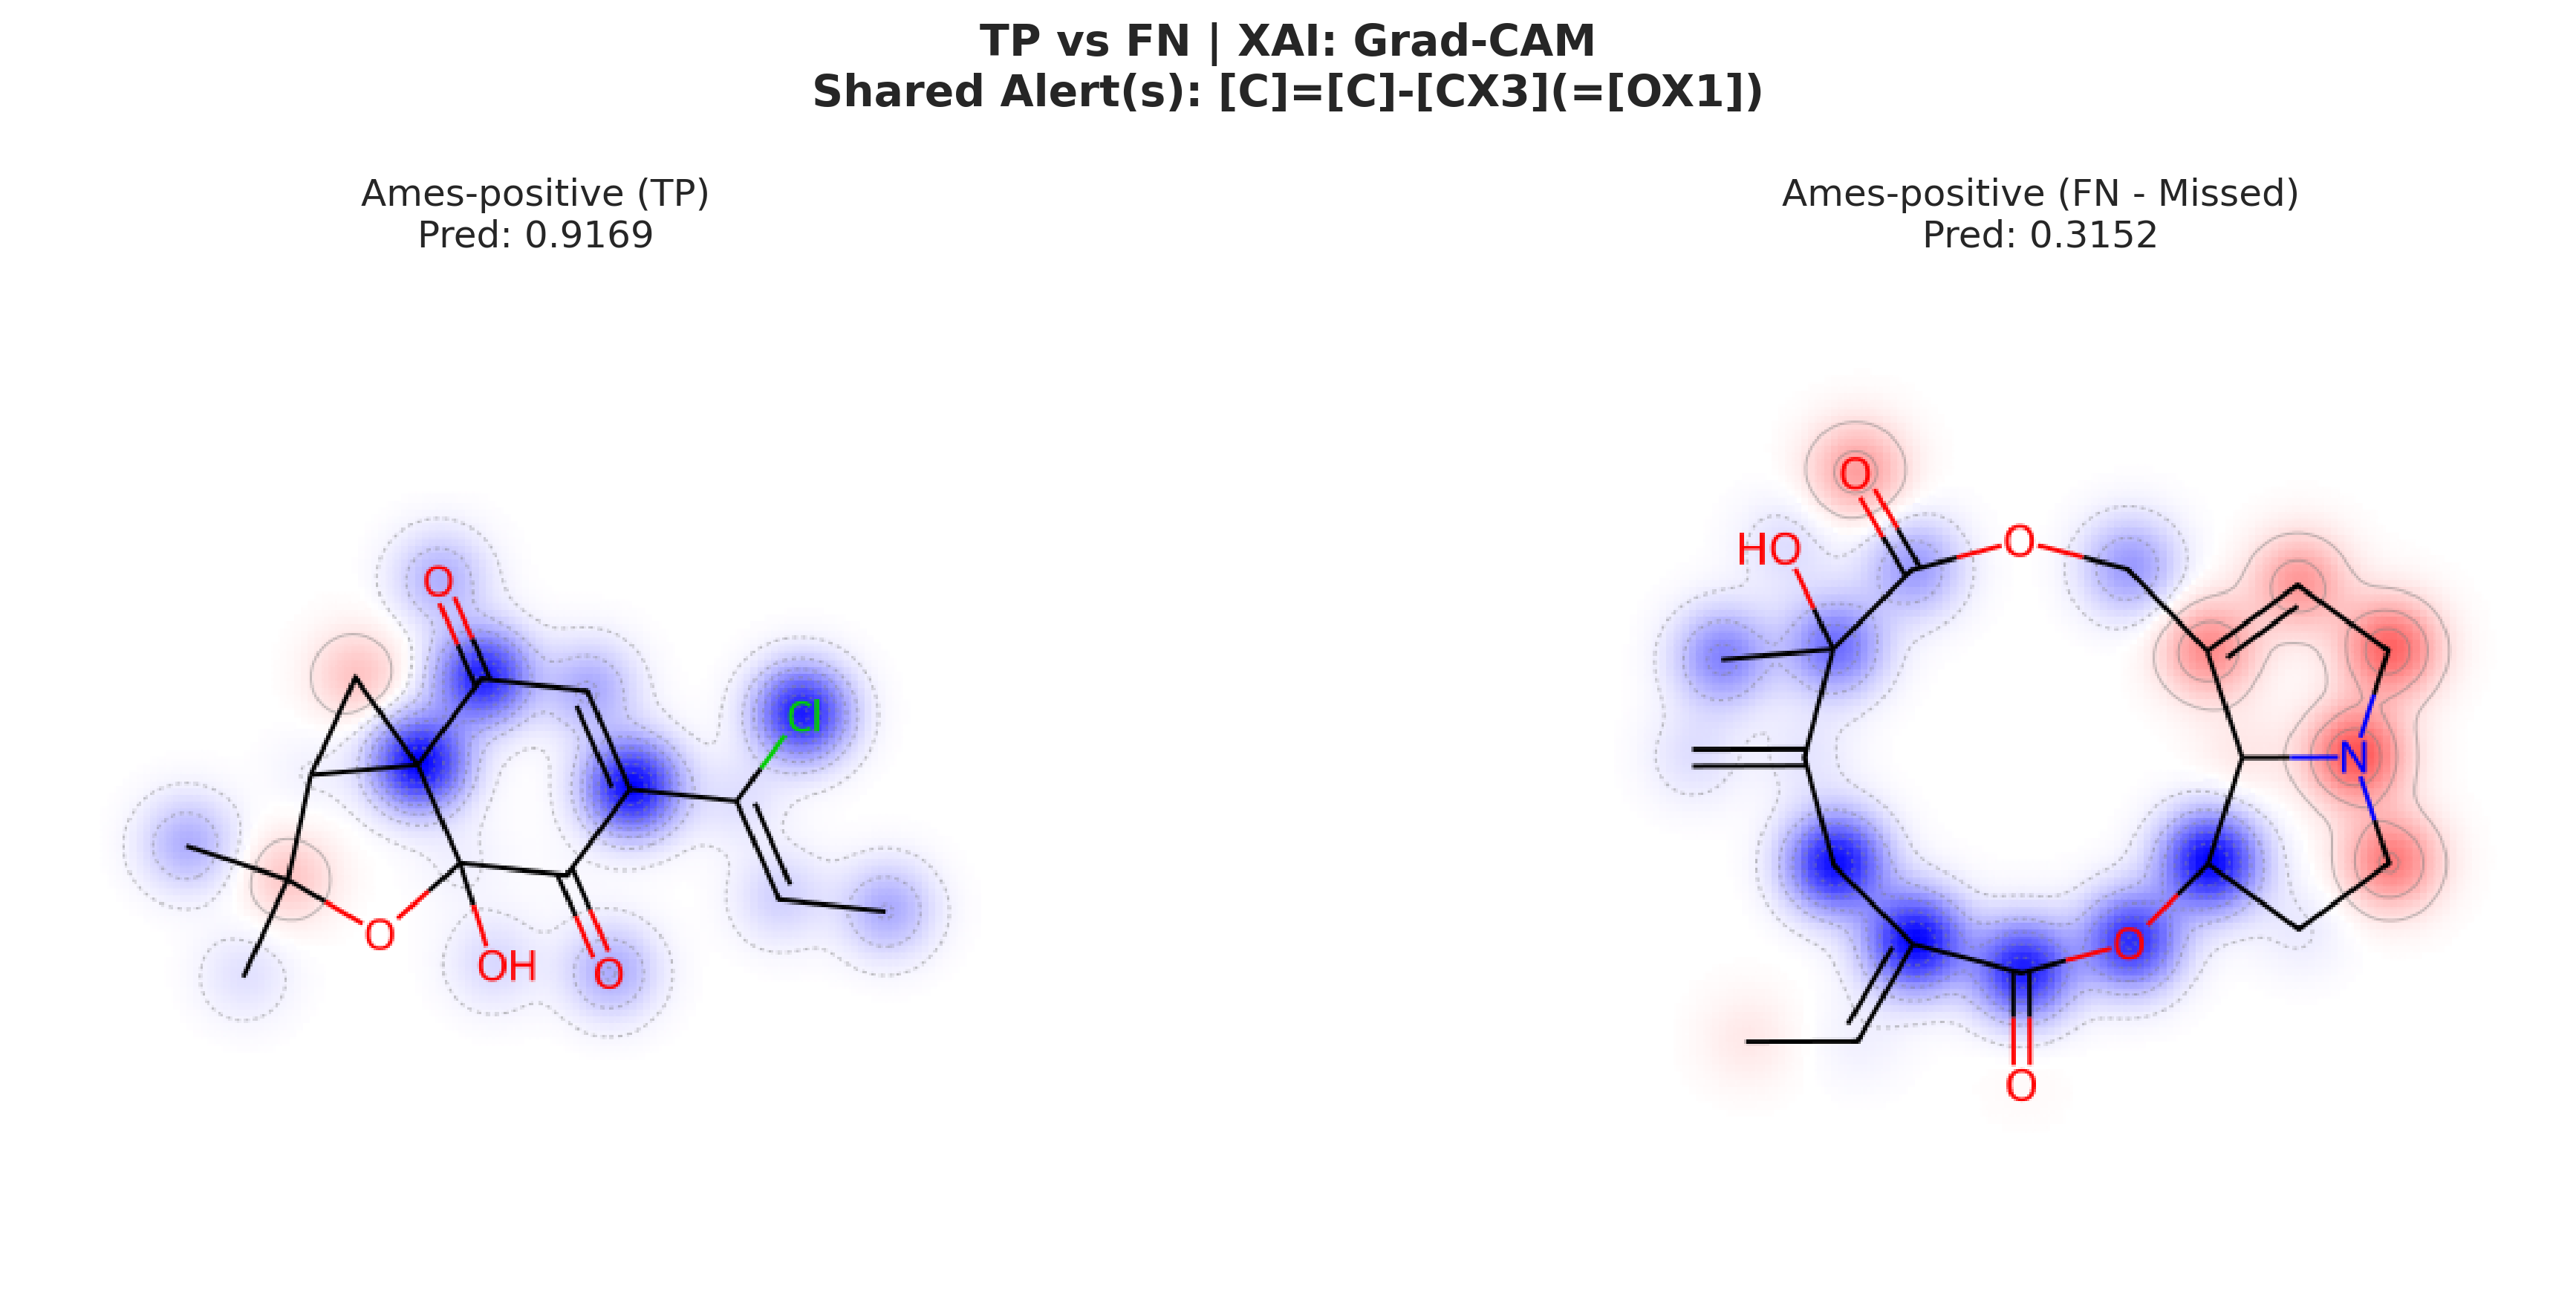 TP vs FN | XAI: Grad-CAM
Shared Alert(s): [C]=[C]-[CX3](=[OX1])
Ames-positive (TP)
Pred: 0.9169
Ames-positive (FN - Missed)
Pred: 0.3152
O
Cl
O
OH
O
O
HO
O
N
O
O